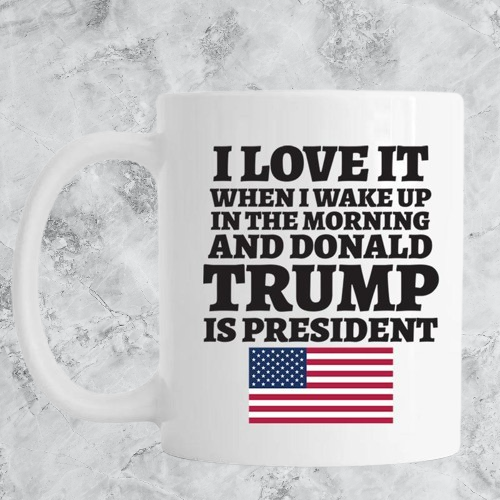 I LOVE IT
WHEN I WAKE UP
IN THE MORNING
AND DONALD
TRUMP
IS PRESIDENT